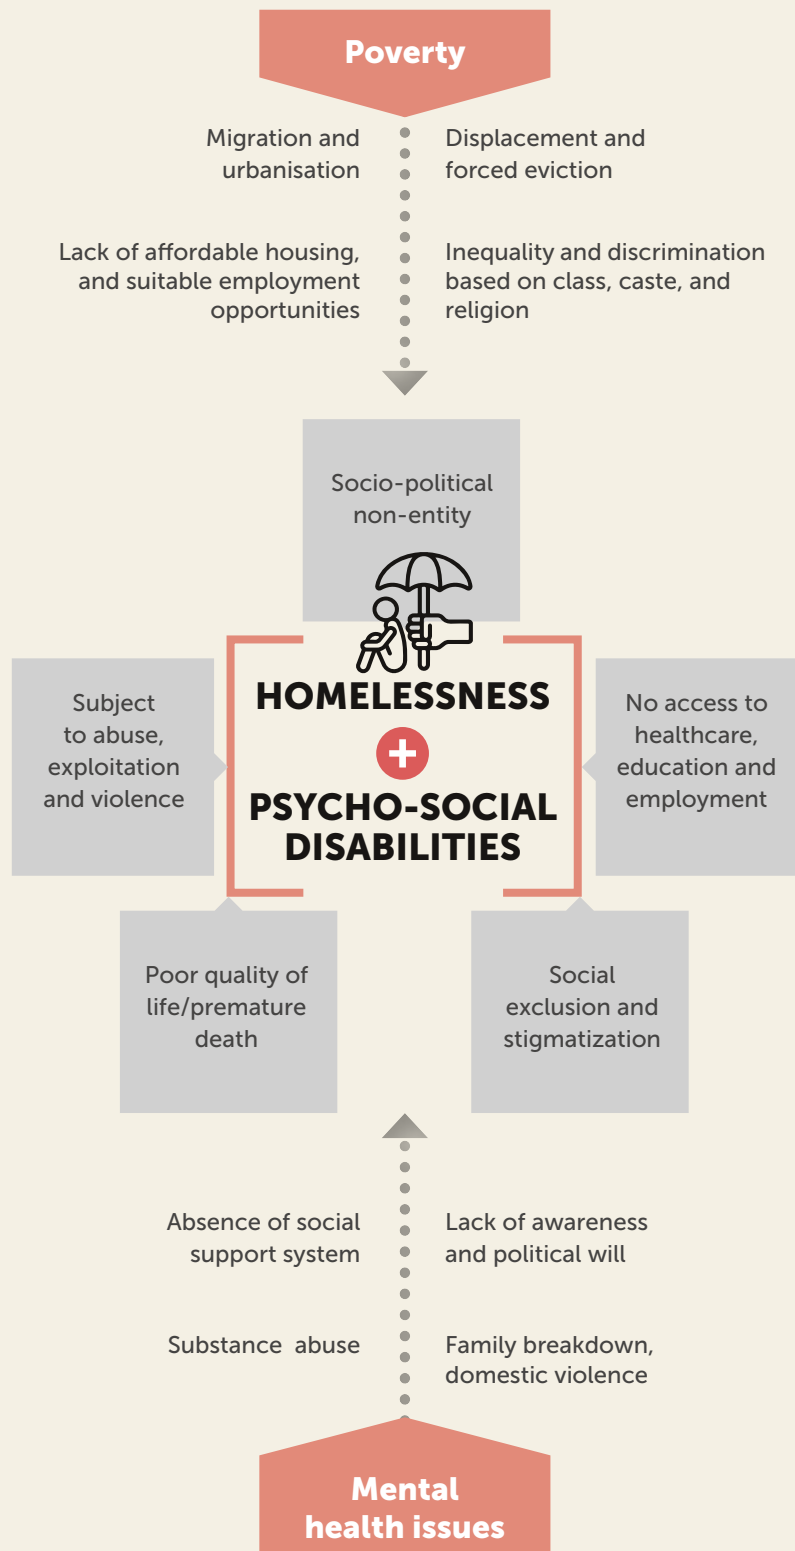 Poverty
Migration and
urbanisation
Displacement and
forced eviction
Lack of affordable housing,
and suitable employment
opportunities
Inequality and discrimination
based on class, caste, and
religion
Socio-political
non-entity
Subject
to abuse,
exploitation
and violence
HOMELESSNESS
+
PSYCHO-SOCIAL
DISABILITIES
No access to
healthcare,
education and
employment
Poor quality of
life/premature
death
Social
exclusion and
stigmatization
Absence of social
support system
Lack of awareness
and political will
Substance abuse
Family breakdown,
domestic violence
Mental
health issues